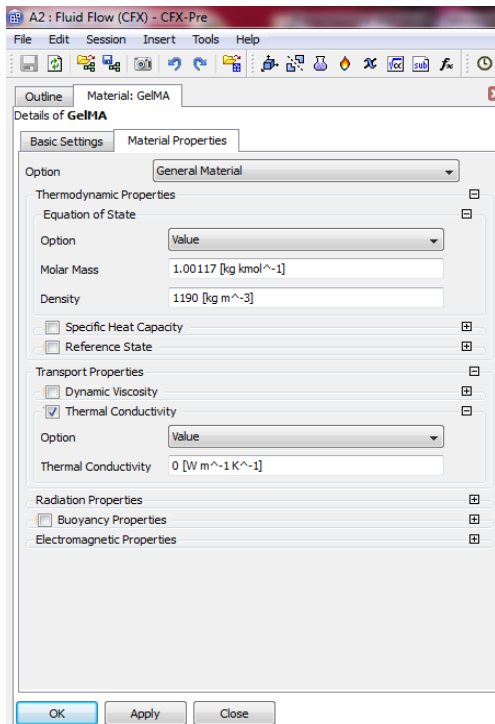 A2 : Fluid Flow (CFX) - CFX-Pre
File Edit Session Insert Tools Help
Outline Material: GelMA
Details of GelMA
Basic Settings Material Properties
Option General Material
Thermodynamic Properties
Equation of State
Option Value
Molar Mass 1.00117 [kg kmol^-1]
Density 1190 [kg m^-3]
Specific Heat Capacity
Reference State
Transport Properties
Dynamic Viscosity
Thermal Conductivity
Option Value
Thermal Conductivity 0 [W m^-1 K^-1]
Radiation Properties
Buoyancy Properties
Electromagnetic Properties
OK Apply Close